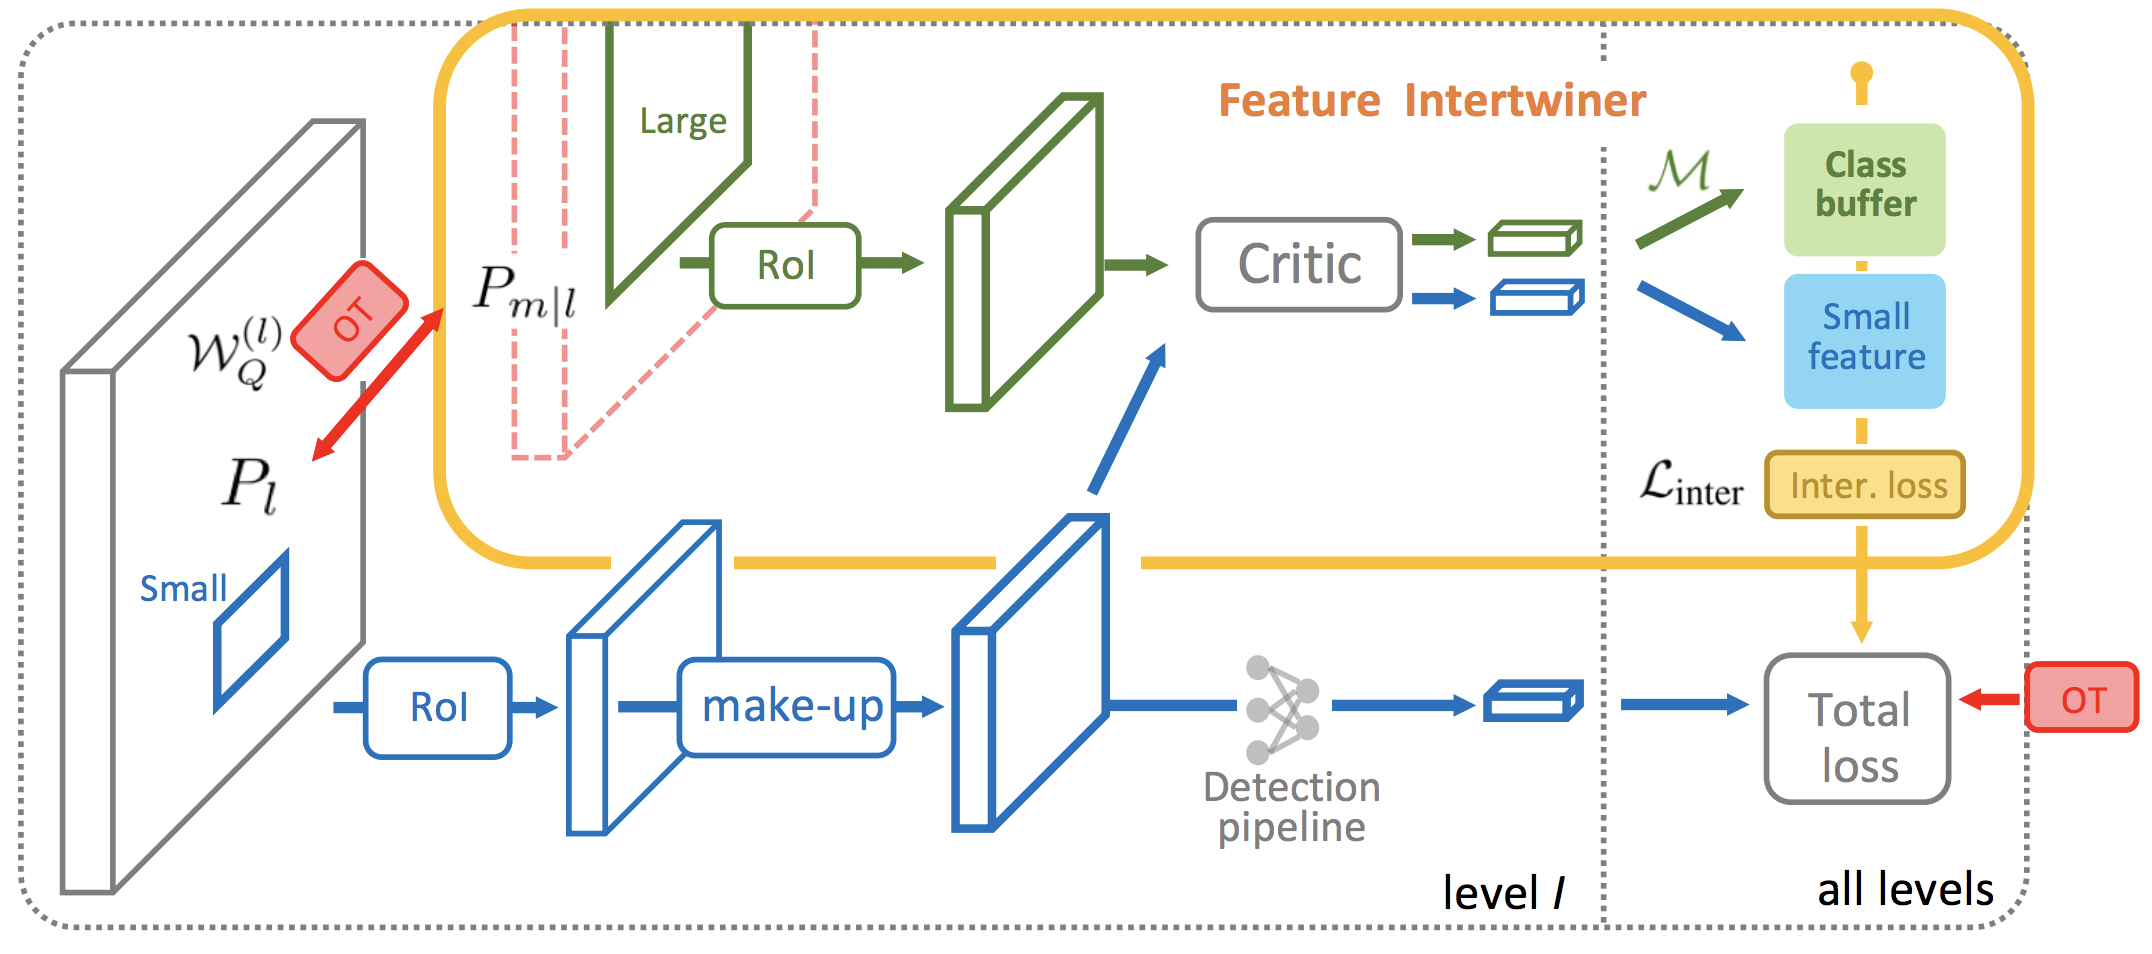 Feature Intertwiner
Large
RoI
Critic
$\mathcal{M}$
Class
buffer
Small
feature
$\mathcal{L}_{\text{inter}}$
Inter. loss
$P_{m|l}$
OT
$\mathcal{W}_Q^{(l)}$
$P_l$
Small
RoI
make-up
Detection
pipeline
Total
loss
OT
level l
all levels